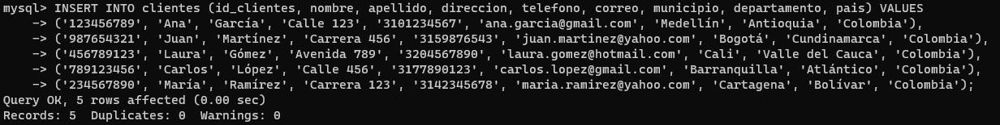 mysql> INSERT INTO clientes (id_clientes, nombre, apellido, direccion, telefono, correo, municipio, departamento, pais) VALUES
    -> ('123456789', 'Ana', 'García', 'Calle 123', '3101234567', 'ana.garcia@gmail.com', 'Medellín', 'Antioquia', 'Colombia'),
    -> ('987654321', 'Juan', 'Martínez', 'Carrera 456', '3159876543', 'juan.martinez@yahoo.com', 'Bogotá', 'Cundinamarca', 'Colombia'),
    -> ('456789123', 'Laura', 'Gómez', 'Avenida 789', '3204567890', 'laura.gomez@hotmail.com', 'Cali', 'Valle del Cauca', 'Colombia'),
    -> ('789123456', 'Carlos', 'López', 'Calle 456', '3177890123', 'carlos.lopez@gmail.com', 'Barranquilla', 'Atlántico', 'Colombia'),
    -> ('234567890', 'María', 'Ramírez', 'Carrera 123', '3142345678', 'maria.ramirez@yahoo.com', 'Cartagena', 'Bolívar', 'Colombia');
Query OK, 5 rows affected (0.00 sec)
Records: 5  Duplicates: 0  Warnings: 0